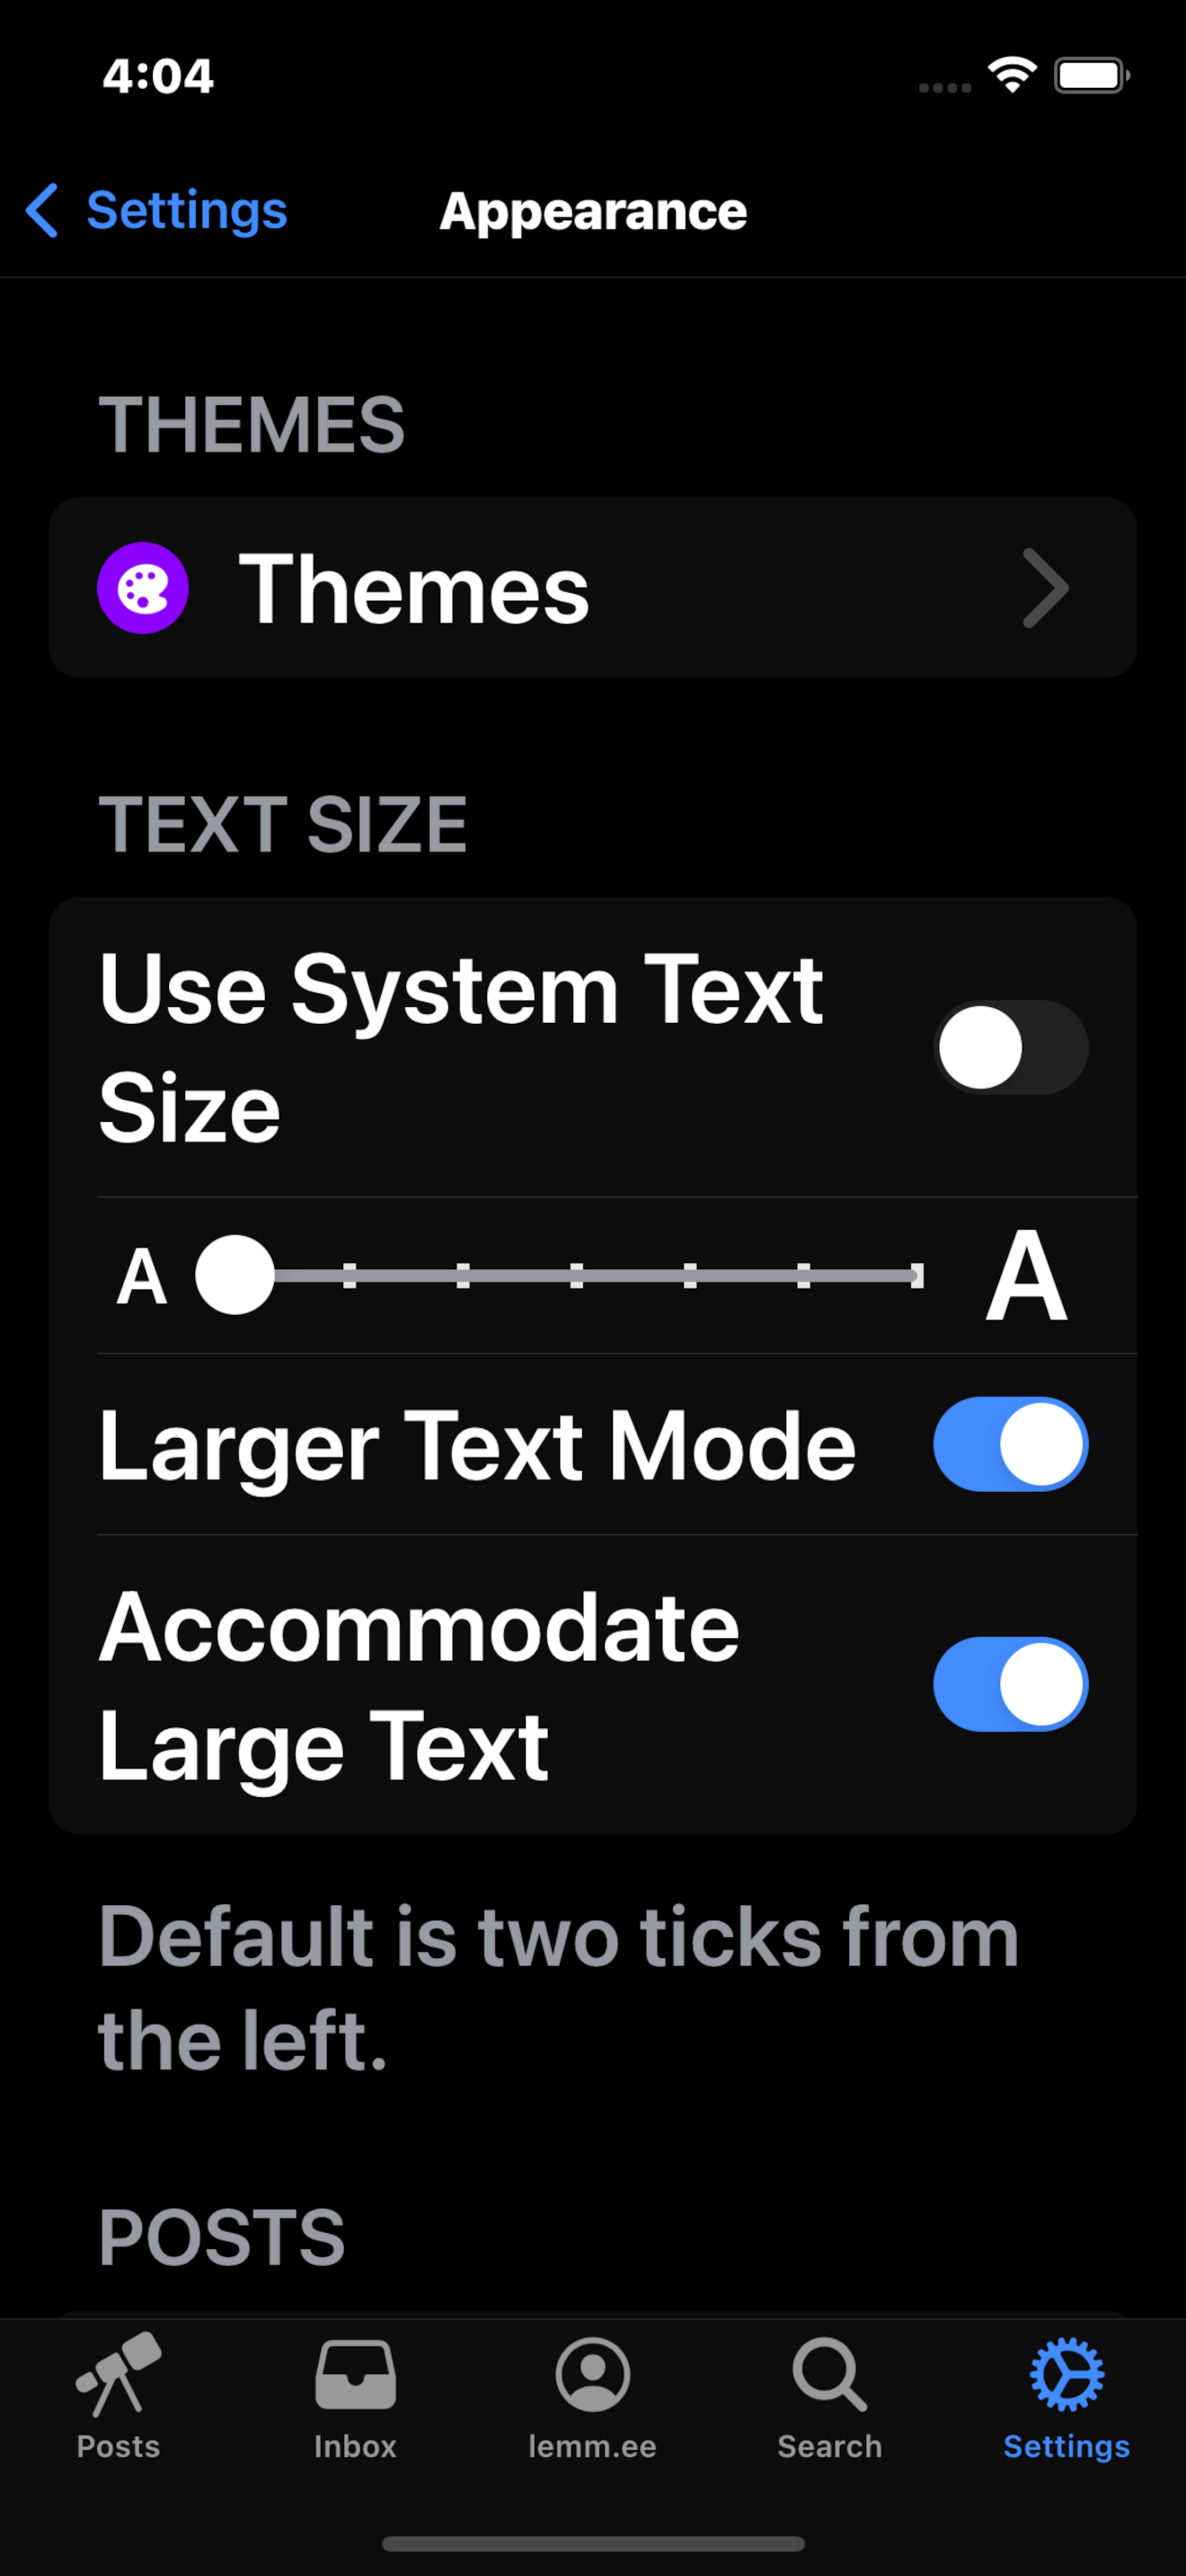 4:04
Settings
Appearance
THEMES
Themes
TEXT SIZE
Use System Text
Size
A
A
Larger Text Mode
Accommodate
Large Text
Default is two ticks from
the left.
POSTS
Posts
Inbox
lemm.ee
Search
Settings